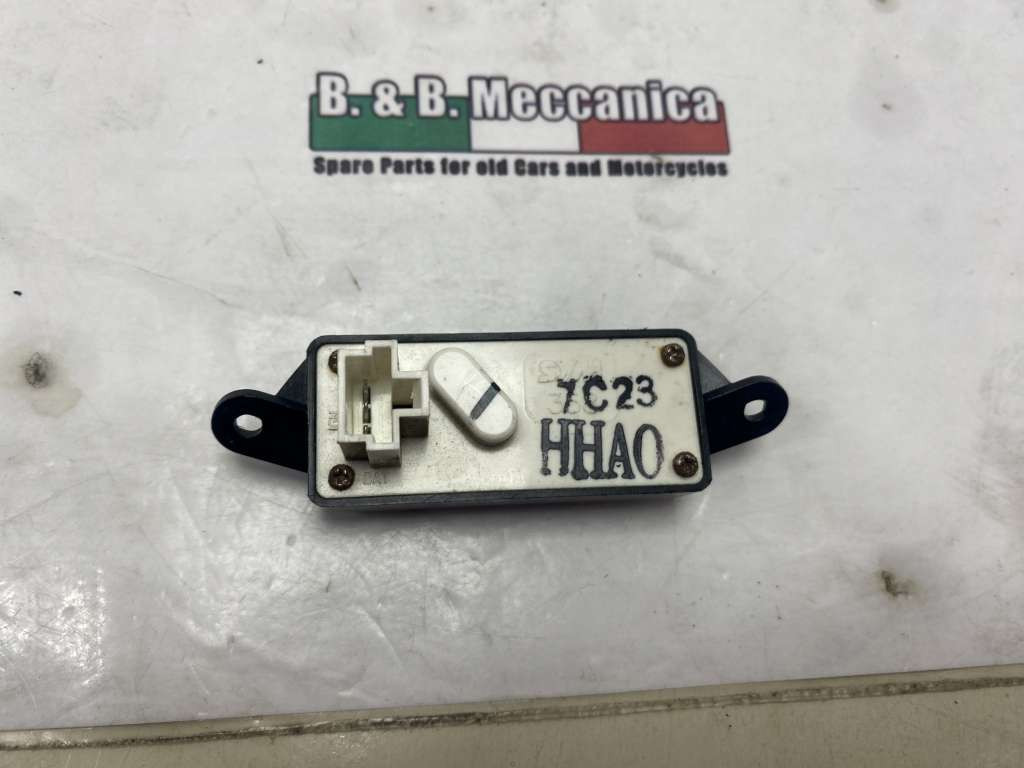 B. & B. Meccanica
Spare Parts for old Cars and Motorcycles
7C23
HHAO